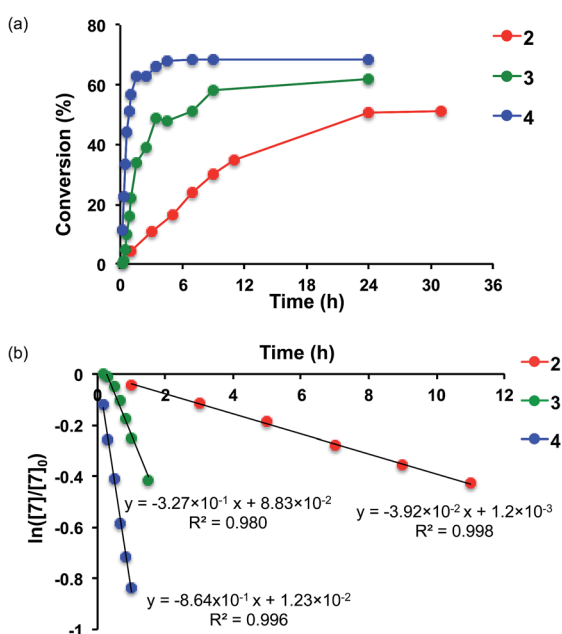 (a)
80
60
40
20
0
Conversion (%)
0 6 12 18 24 30 36
Time (h)
2
3
4
(b)
Time (h)
0 2 4 6 8 10 12
0
-0.2
-0.4
-0.6
-0.8
-1
ln([7]/[7]₀)
2
3
4
y = -3.27×10⁻¹ x + 8.83×10⁻²
R² = 0.980
y = -3.92×10⁻² x + 1.2×10⁻³
R² = 0.998
y = -8.64x10⁻¹ x + 1.23×10⁻²
R² = 0.996